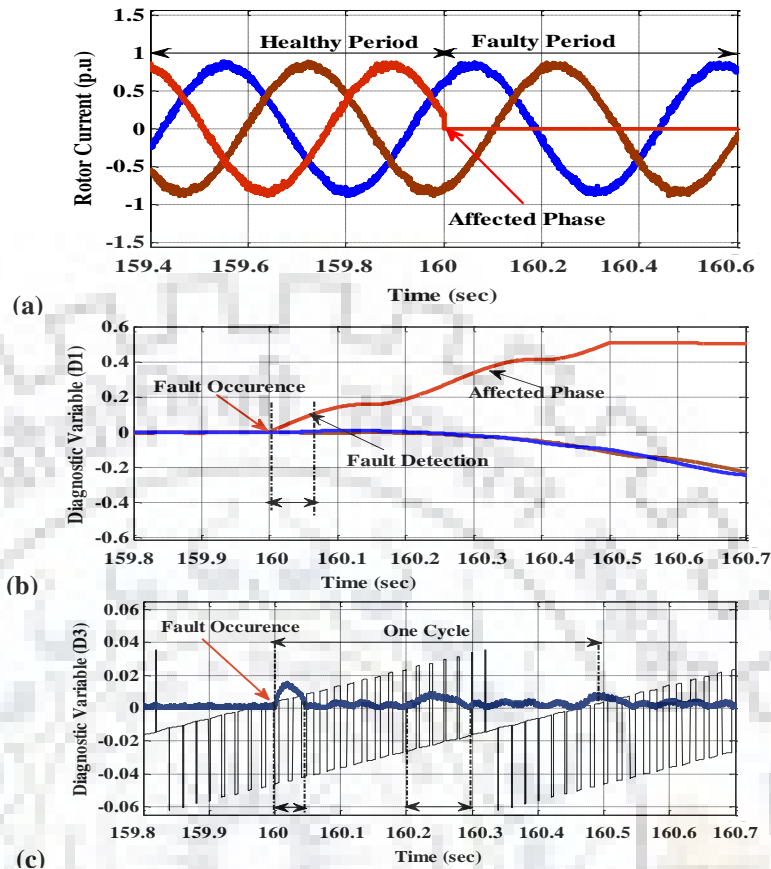 1.5
1
0.5
0
-0.5
-1
-1.5
Rotor Current (p.u)
Healthy Period
Faulty Period
Affected Phase
159.4 159.6 159.8 160 160.2 160.4 160.6
Time (sec)
(a)
0.6
0.4
0.2
0
-0.2
-0.4
-0.6
Diagnostic Variable (D1)
Fault Occurence
Affected Phase
Fault Detection
159.8 159.9 160 160.1 160.2 160.3 160.4 160.5 160.6 160.7
Time (sec)
(b)
0.06
0.04
0.02
0
-0.02
-0.04
-0.06
Diagnostic Variable (D3)
Fault Occurence
One Cycle
159.8 159.9 160 160.1 160.2 160.3 160.4 160.5 160.6 160.7
Time (sec)
(c)